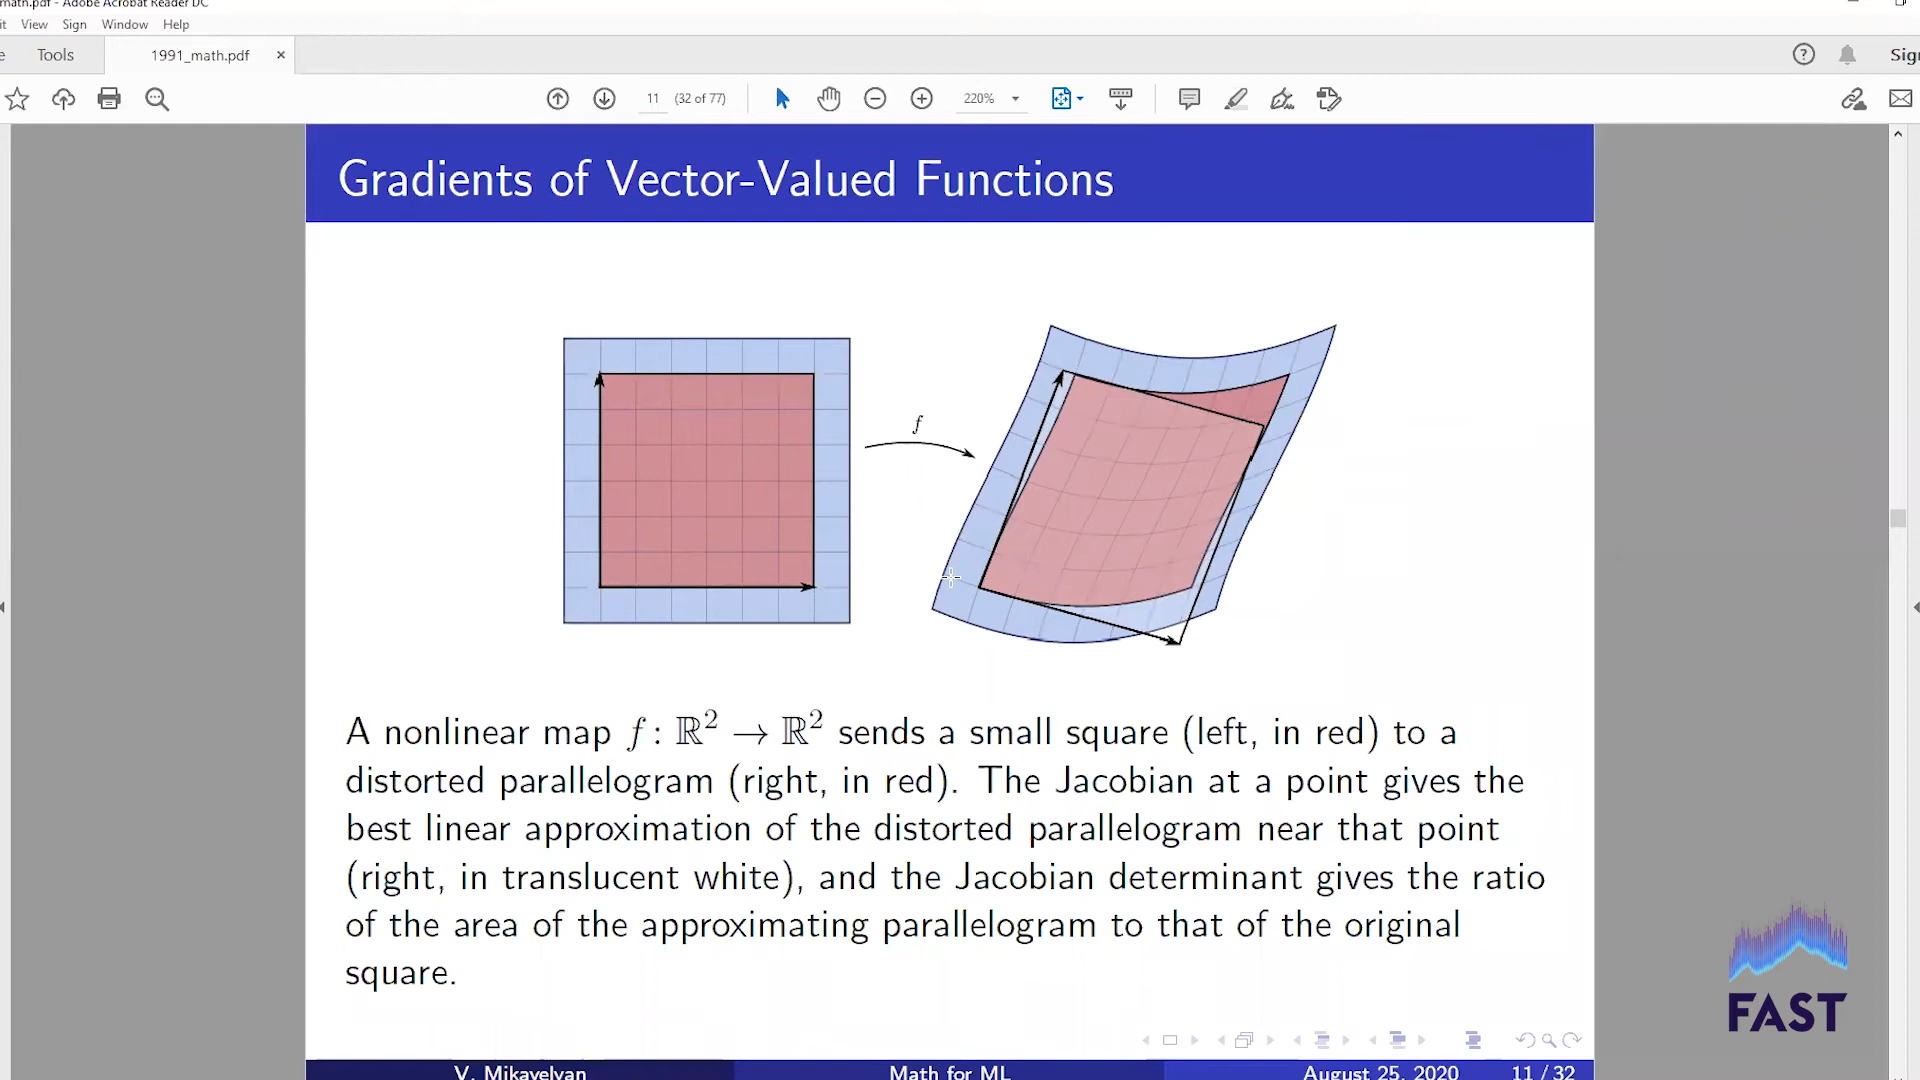 math.pdf - Adobe Acrobat Reader DC
it View Sign Window Help
e Tools 1991_math.pdf × Sign
11 (32 of 77) 220%
Gradients of Vector-Valued Functions
f
A nonlinear map f: ℝ² → ℝ² sends a small square (left, in red) to a
distorted parallelogram (right, in red). The Jacobian at a point gives the
best linear approximation of the distorted parallelogram near that point
(right, in translucent white), and the Jacobian determinant gives the ratio
of the area of the approximating parallelogram to that of the original
square.
FAST
V. Mikayelyan Math for ML August 25, 2020 11 / 32